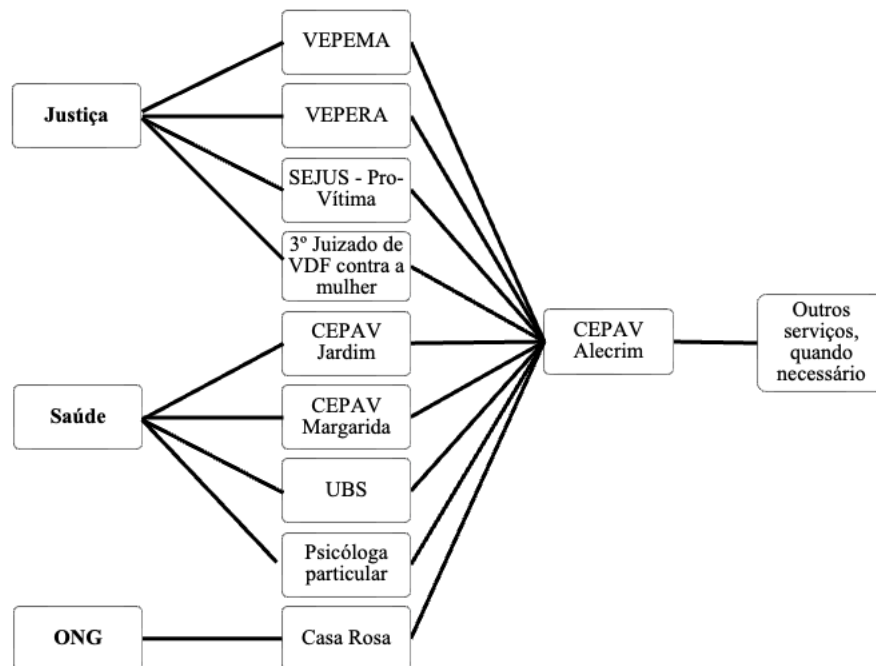 VEPEMA
Justiça
VEPERA
SEJUS - Pro-
Vítima
3º Juizado de
VDF contra a
mulher
CEPAV
Jardim
Saúde
CEPAV
Margarida
UBS
Psicóloga
particular
ONG
Casa Rosa
CEPAV
Alecrim
Outros
serviços,
quando
necessário